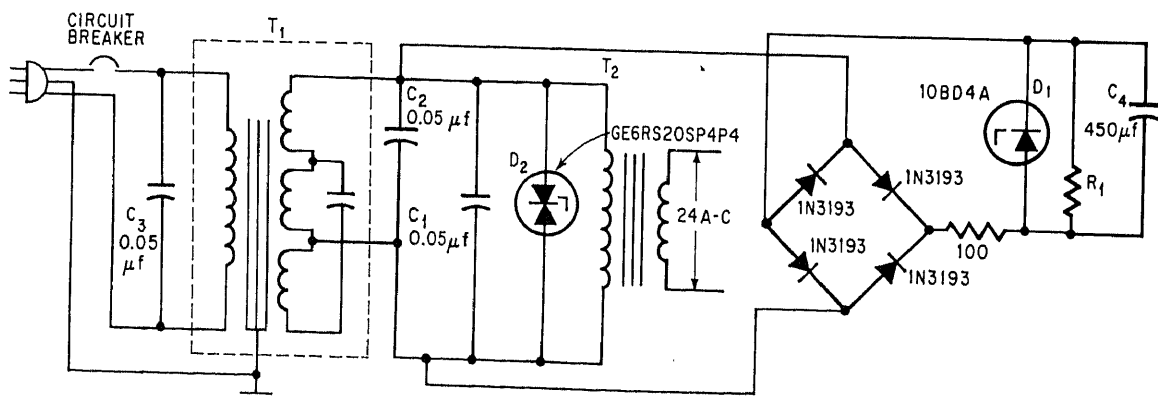 CIRCUIT
BREAKER
T1
C3
0.05
μf
C2
0.05 μf
C1
0.05μf
D2
GE6RS20SP4P4
T2
24A-C
1N3193
1N3193
1N3193
1N3193
100
10BD4A
D1
R1
C4
450μf